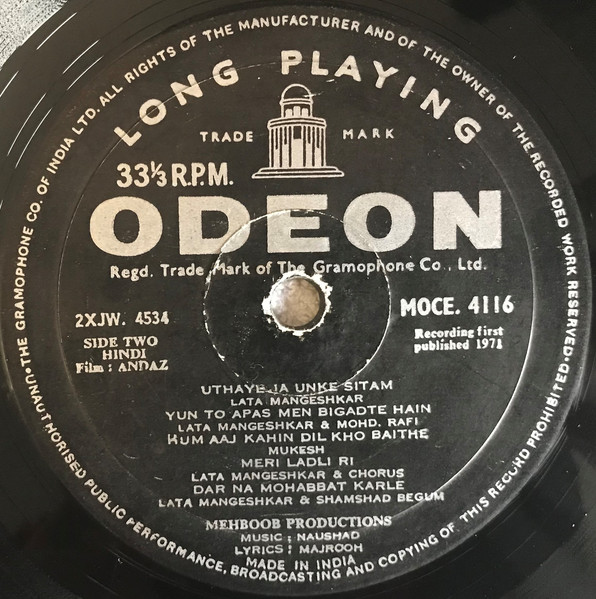 THE GRAMOPHONE CO. OF INDIA LTD. ALL RIGHTS OF THE MANUFACTURER AND OF THE OWNER OF THE RECORDED WORK RESERVED • UNAUTHORISED PUBLIC PERFORMANCE, BROADCASTING AND COPYING OF THIS RECORD PROHIBITED •
LONG PLAYING
TRADE MARK
33⅓ R.P.M.
ODEON
Regd. Trade Mark of The Gramophone Co., Ltd.
2XJW. 4534
MOCE. 4116
SIDE TWO
HINDI
Film : ANDAZ
Recording first
published 1971
UTHAYE JA UNKE SITAM
LATA MANGESHKAR
YUN TO APAS MEN BIGADTE HAIN
LATA MANGESHKAR & MOHD. RAFI
HUM AAJ KAHIN DIL KHO BAITHE
MUKESH
MERI LADLI RI
LATA MANGESHKAR & CHORUS
DAR NA MOHABBAT KARLE
LATA MANGESHKAR & SHAMSHAD BEGUM
MEHBOOB PRODUCTIONS
MUSIC : NAUSHAD
LYRICS : MAJROOH
MADE IN INDIA